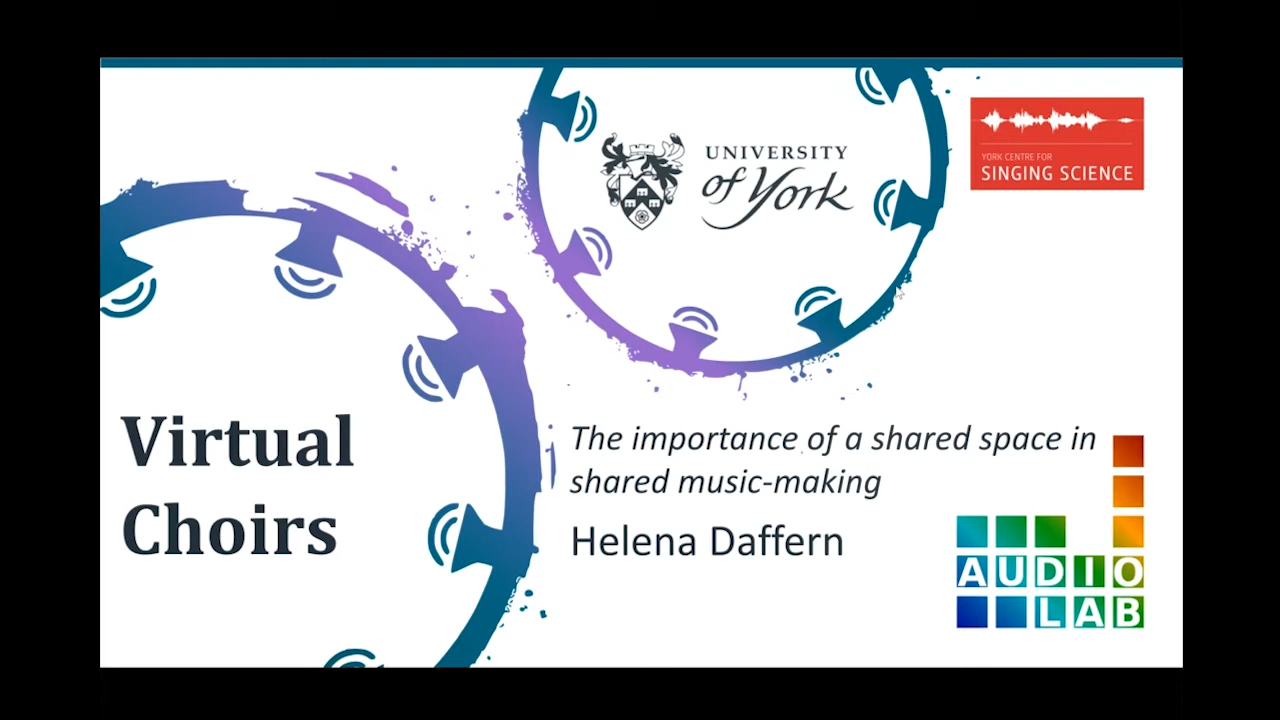 UNIVERSITY
of York
YORK CENTRE FOR
SINGING SCIENCE
Virtual
Choirs
The importance of a shared space in
shared music-making
Helena Daffern
AUDIO
LAB